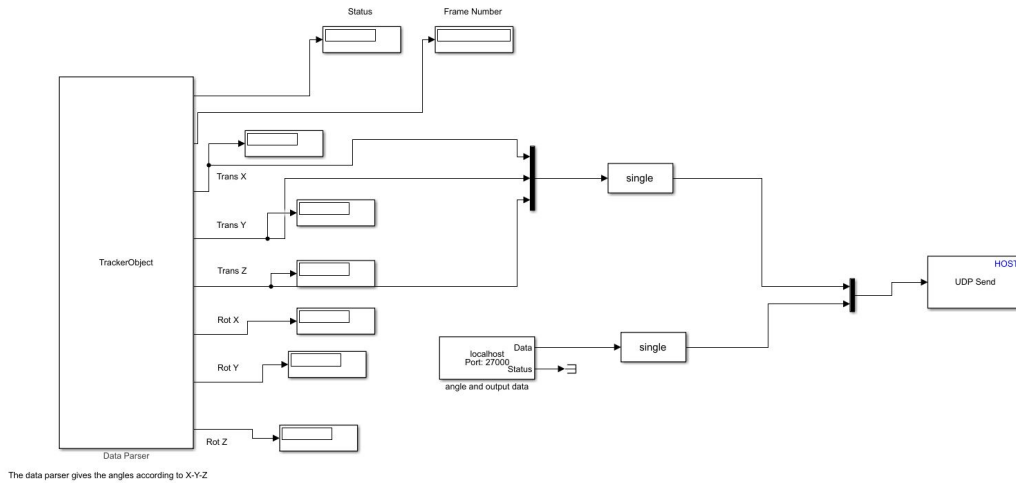 Status
Frame Number
Trans X
single
Trans Y
TrackerObject
Trans Z
HOST
UDP Send
Rot X
Data
localhost
Port: 27000
single
Rot Y
Status
angle and output data
Rot Z
Data Parser
The data parser gives the angles according to X-Y-Z